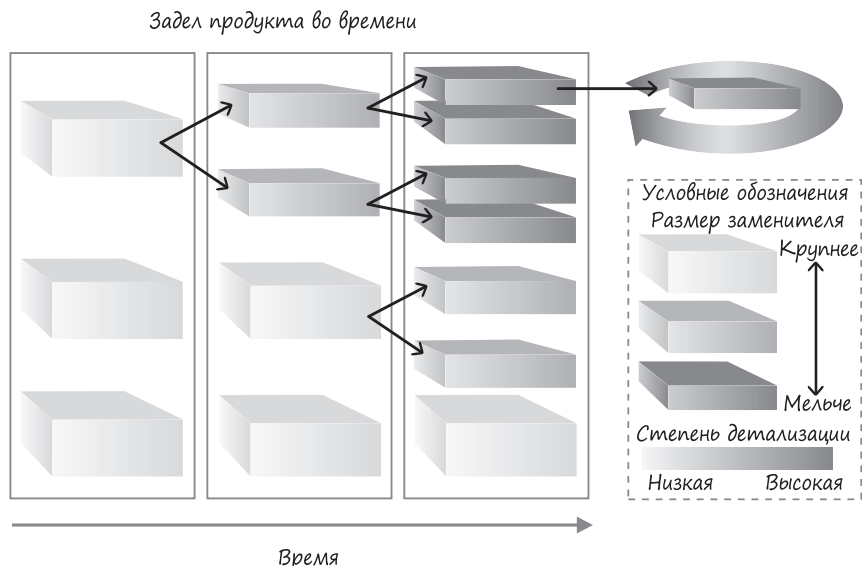 Задел продукта во времени
Условные обозначения
Размер заменителя
Крупнее
Мельче
Степень детализации
Низкая
Высокая
Время